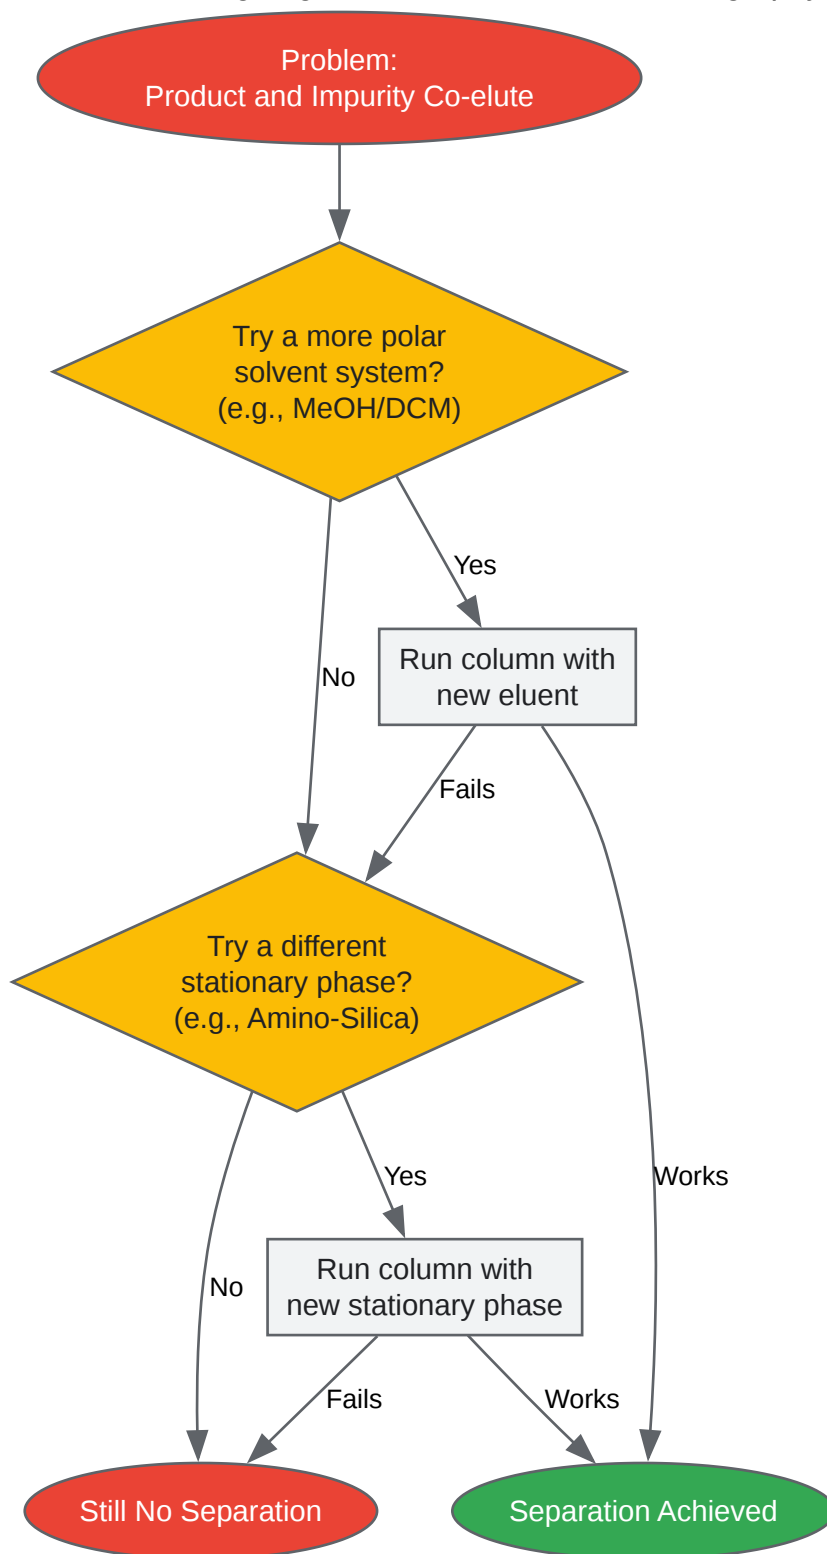 Problem:
Product and Impurity Co-elute
Try a more polar
solvent system?
(e.g., MeOH/DCM)
Yes
Run column with
new eluent
No
Fails
Try a different
stationary phase?
(e.g., Amino-Silica)
Works
Yes
Run column with
new stationary phase
No
Fails
Works
Still No Separation
Separation Achieved